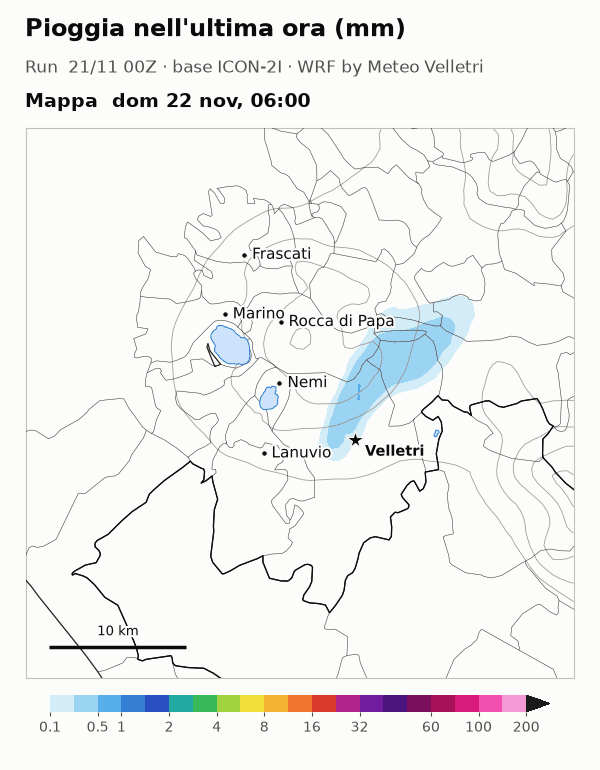 Pioggia nell'ultima ora (mm)
Run 21/11 00Z · base ICON-2I · WRF by Meteo Velletri
Mappa dom 22 nov, 06:00
Frascati
Marino
Rocca di Papa
Nemi
Velletri
Lanuvio
10 km
0.1 0.5 1 2 4 8 16 32 60 100 200